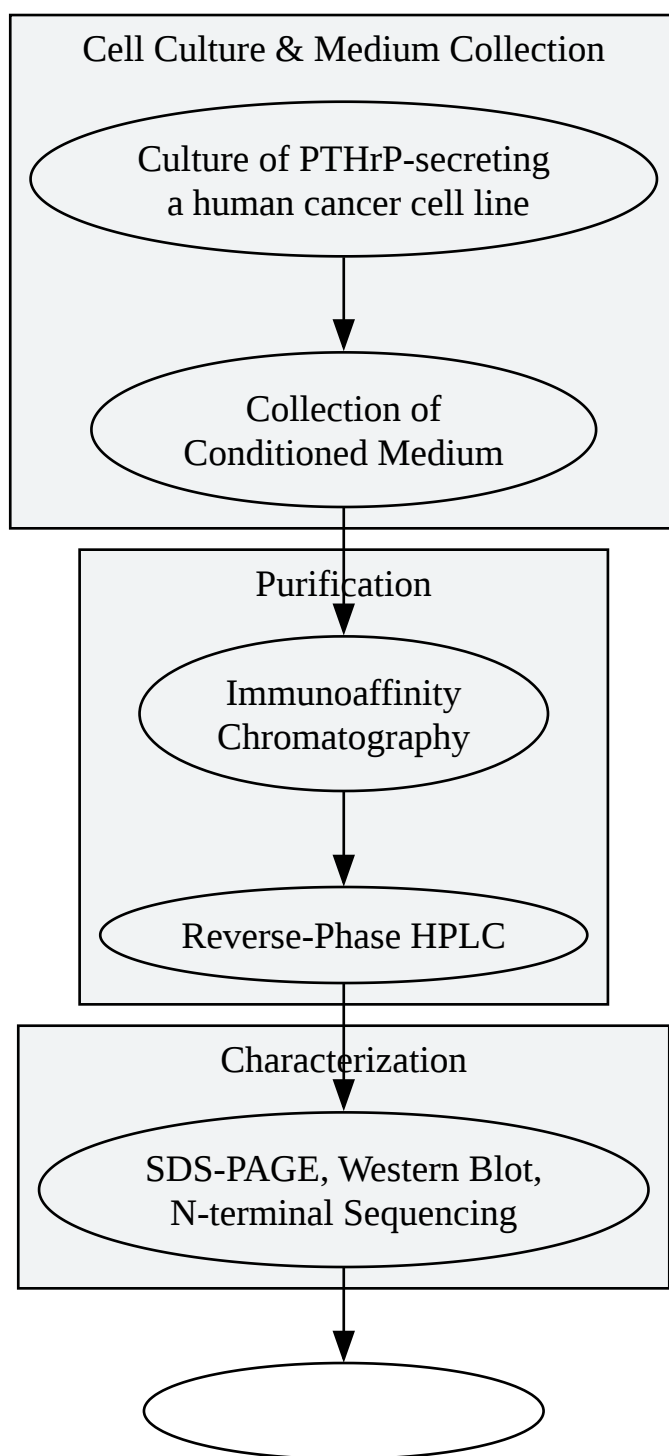 Cell Culture & Medium Collection
Culture of PTHrP-secreting
a human cancer cell line
Collection of
Conditioned Medium
Purification
Immunoaffinity
Chromatography
Reverse-Phase HPLC
Characterization
SDS-PAGE, Western Blot,
N-terminal Sequencing